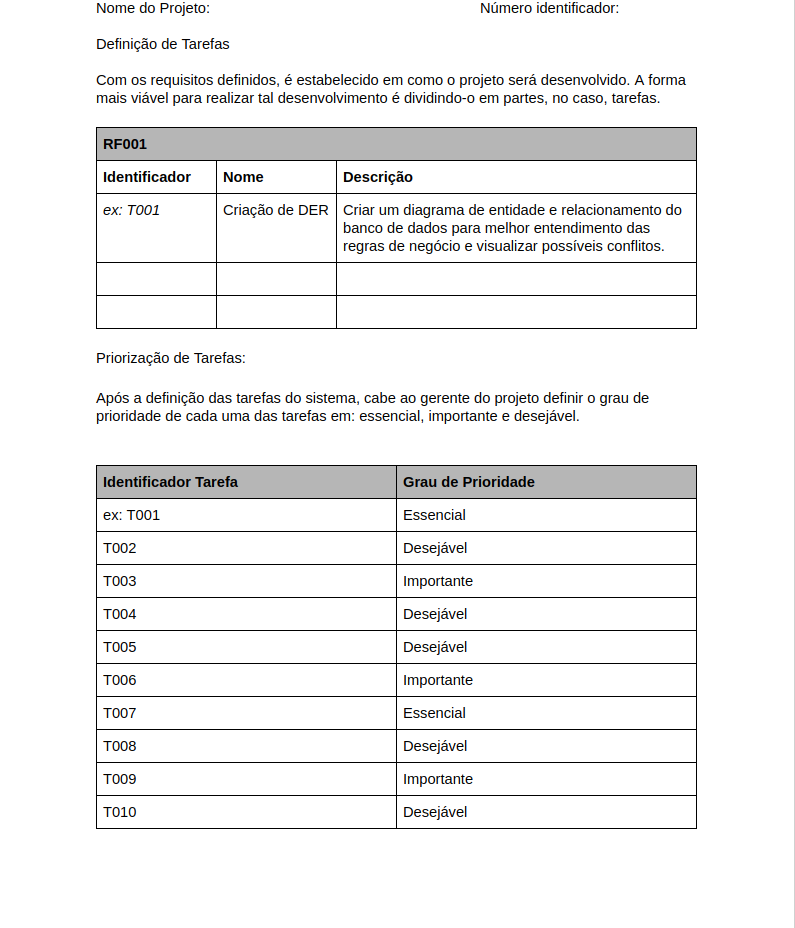 Nome do Projeto: Número identificador:
Definição de Tarefas
Com os requisitos definidos, é estabelecido em como o projeto será desenvolvido. A forma
mais viável para realizar tal desenvolvimento é dividindo-o em partes, no caso, tarefas.
RF001
Identificador Nome Descrição
ex: T001 Criação de DER Criar um diagrama de entidade e relacionamento do
banco de dados para melhor entendimento das
regras de negócio e visualizar possíveis conflitos.
Priorização de Tarefas:
Após a definição das tarefas do sistema, cabe ao gerente do projeto definir o grau de
prioridade de cada uma das tarefas em: essencial, importante e desejável.
Identificador Tarefa Grau de Prioridade
ex: T001 Essencial
T002 Desejável
T003 Importante
T004 Desejável
T005 Desejável
T006 Importante
T007 Essencial
T008 Desejável
T009 Importante
T010 Desejável